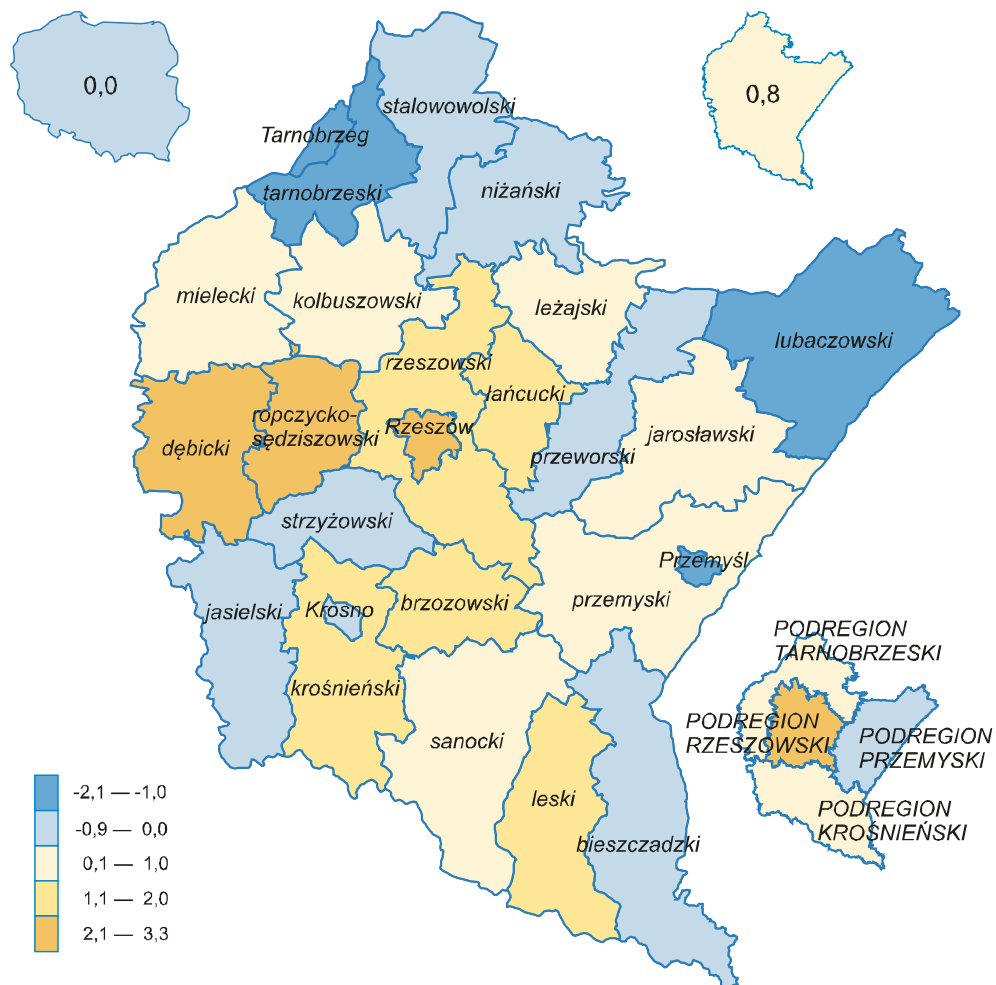 0,0
0,8
stalowowolski
Tarnobrzeg
tarnobrzeski
niżański
mielecki
kolbuszowski
leżajski
lubaczowski
rzeszowski
łańcucki
ropczycko-
sędziszowski
Rzeszów
dębicki
jarosławski
przeworski
strzyżowski
Przemyśl
przemyski
jasielski
Krosno
brzozowski
krośnieński
sanocki
leski
bieszczadzki
PODREGION
TARNOBRZESKI
PODREGION
RZESZOWSKI
PODREGION
PRZEMYSKI
PODREGION
KROŚNIEŃSKI
-2,1 — -1,0
-0,9 — 0,0
0,1 — 1,0
1,1 — 2,0
2,1 — 3,3